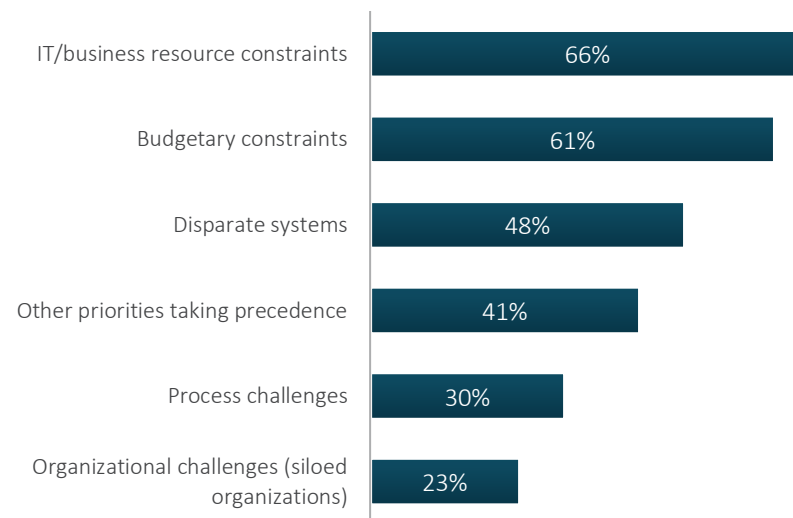 IT/business resource constraints
66%
Budgetary constraints
61%
Disparate systems
48%
Other priorities taking precedence
41%
Process challenges
30%
Organizational challenges (siloed
organizations)
23%